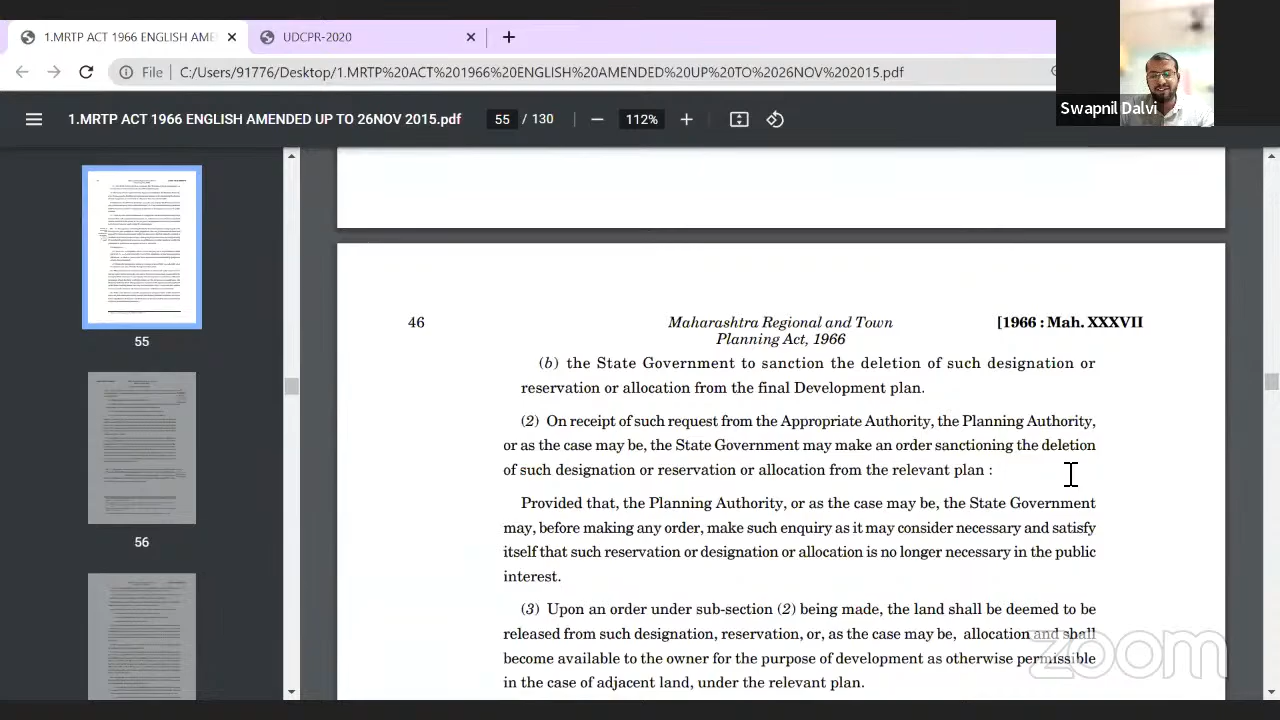 1.MRTP ACT 1966 ENGLISH AME
UDCPR-2020
File
C:/Users/91776/Desktop/1.MRTP%20ACT%201966%20ENGLISH%20AMENDED%20UP%20TO%2026NOV%202015.pdf
Swapnil Dalvi
1.MRTP ACT 1966 ENGLISH AMENDED UP TO 26NOV 2015.pdf
55 / 130
112%
55
56
46
Maharashtra Regional and Town
Planning Act, 1966
[1966 : Mah. XXXVII
(b) the State Government to sanction the deletion of such designation or
reservation or allocation from the final Development plan.
(2) On receipt of such request from the Appropriate Authority, the Planning Authority,
or as the case may be, the State Government may make an order sanctioning the deletion
of such designation or reservation or allocation from the relevant plan :
Provided that, the Planning Authority, or as the case may be, the State Government
may, before making any order, make such enquiry as it may consider necessary and satisfy
itself that such reservation or designation or allocation is no longer necessary in the public
interest.
(3) Upon an order under sub-section (2) being made, the land shall be deemed to be
released from such designation, reservation, or, as the case may be, allocation and shall
become available to the owner for the purpose of development as otherwise permissible
in the case of adjacent land, under the relevant plan.
zoom